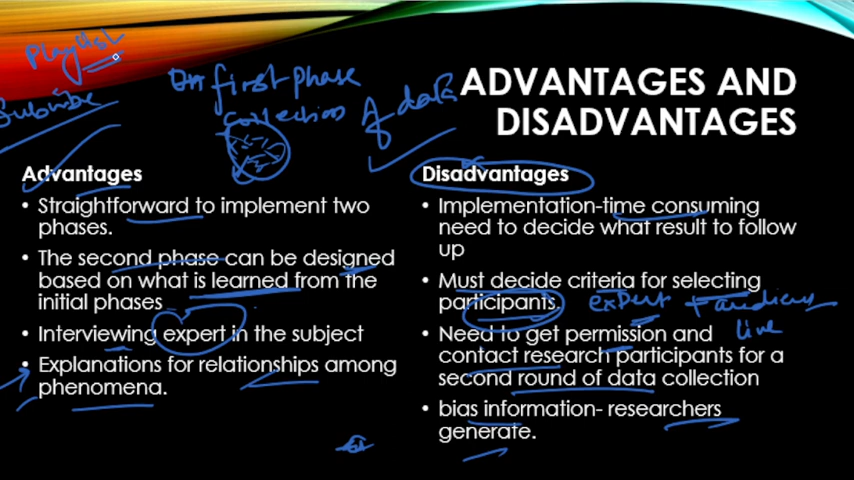 Playlist
Subsribe
first phase
collection of data
ADVANTAGES AND
DISADVANTAGES
Advantages
• Straightforward to implement two
phases.
• The second phase can be designed
based on what is learned from the
initial phases
• Interviewing expert in the subject
• Explanations for relationships among
phenomena.
Disadvantages
• Implementation-time consuming
need to decide what result to follow
up
• Must decide criteria for selecting
participants.
expert
• Need to get permission and
live
contact research participants for a
second round of data collection
• bias information- researchers
generate.